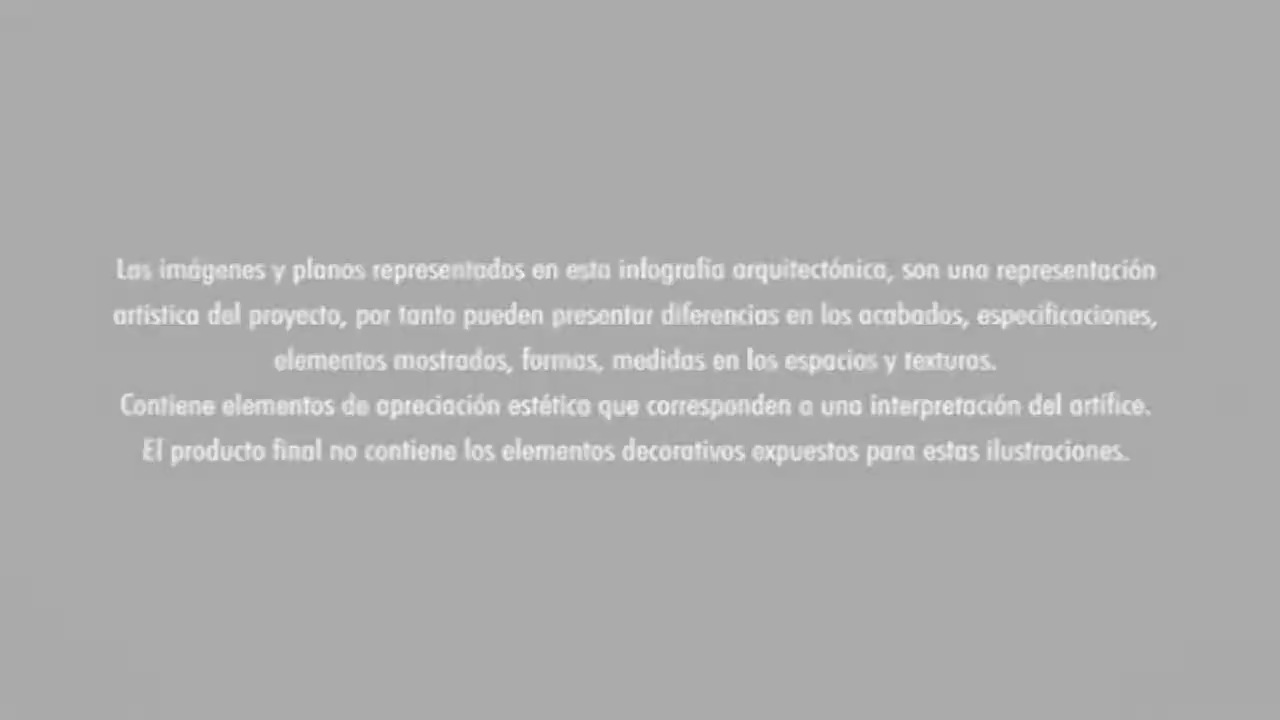 Las imágenes y planos representados en esta infografía arquitectónica, son una representación
artística del proyecto, por tanto pueden presentar diferencias en los acabados, especificaciones,
elementos mostrados, formas, medidas en los espacios y texturas.
Contiene elementos de apreciación estética que corresponden a una interpretación del artífice.
El producto final no contiene los elementos decorativos expuestos para estas ilustraciones.